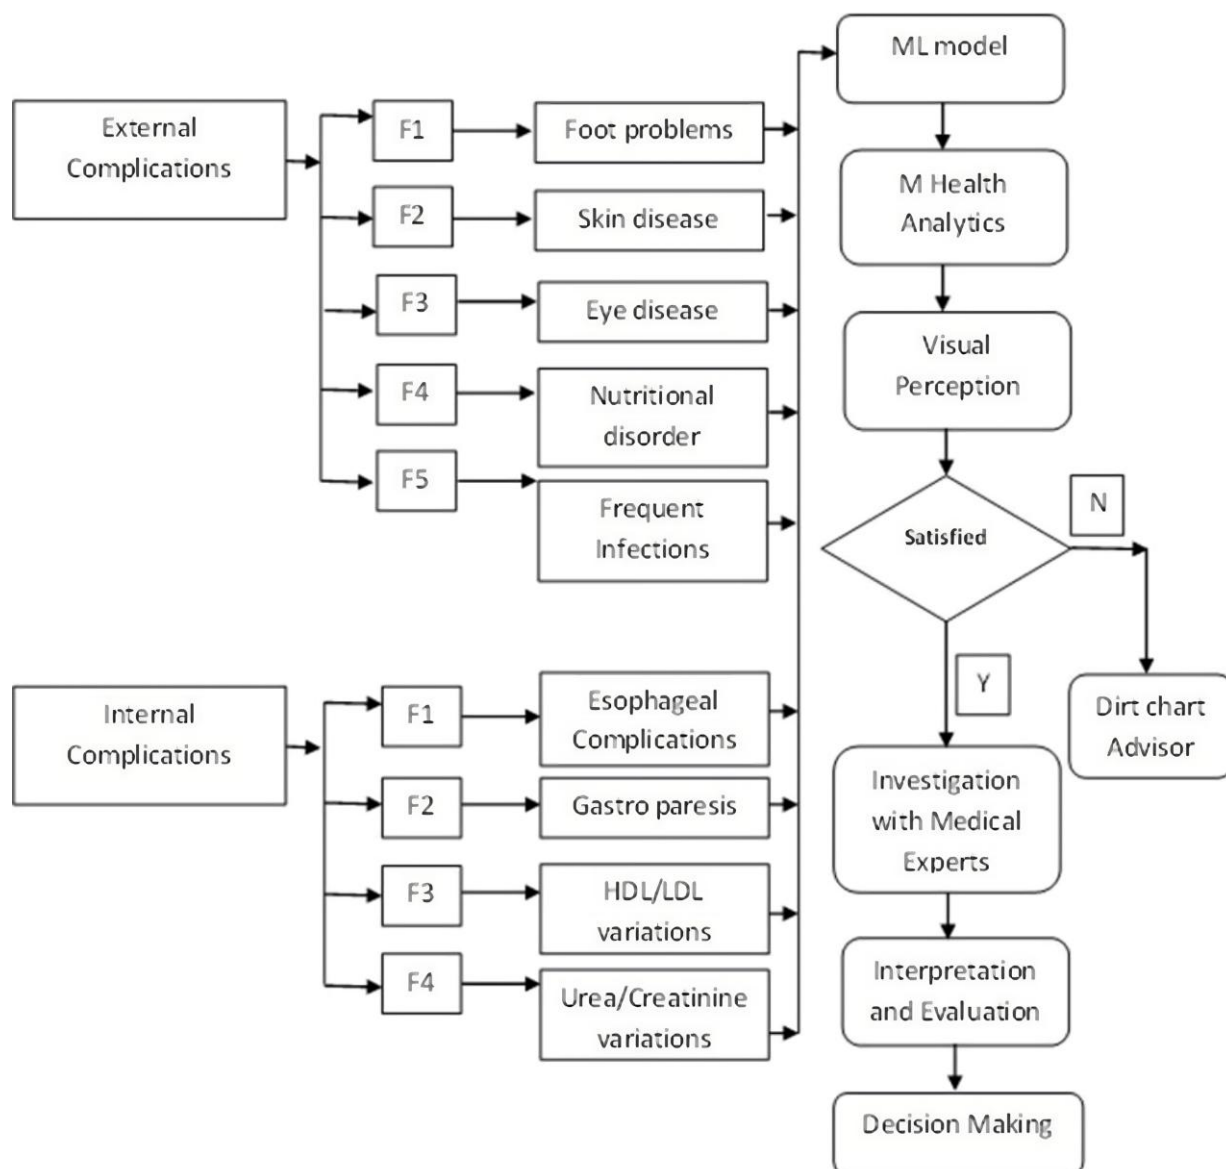 External
Complications
F1
Foot problems
F2
Skin disease
F3
Eye disease
F4
Nutritional
disorder
F5
Frequent
Infections
Internal
Complications
F1
Esophageal
Complications
F2
Gastro paresis
F3
HDL/LDL
variations
F4
Urea/Creatinine
variations
ML model
M Health
Analytics
Visual
Perception
Satisfied
N
Dirt chart
Advisor
Y
Investigation
with Medical
Experts
Interpretation
and Evaluation
Decision Making